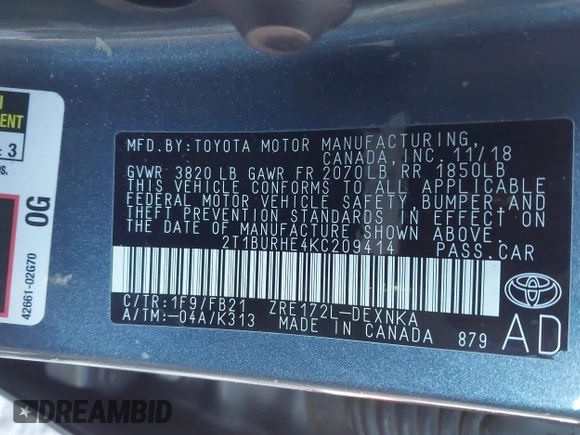 MFD.BY:TOYOTA MOTOR MANUFACTURING,
CANADA, INC. 11/18
GVWR 3820 LB GAWR FR 2070LB RR 1850LB
THIS VEHICLE CONFORMS TO ALL APPLICABLE
FEDERAL MOTOR VEHICLE SAFETY, BUMPER AND
THEFT PREVENTION STANDARDS IN EFFECT ON
THE DATE OF MANUFACTURE SHOWN ABOVE.
2T1BURHE4KC209414 PASS.CAR
C/TR:1F9/FB21 ZRE172L-DEXNKA
A/TM:-04A/K313 MADE IN CANADA 879
AD
TOYOTA
3
OG
42661-02G70
DREAMBID